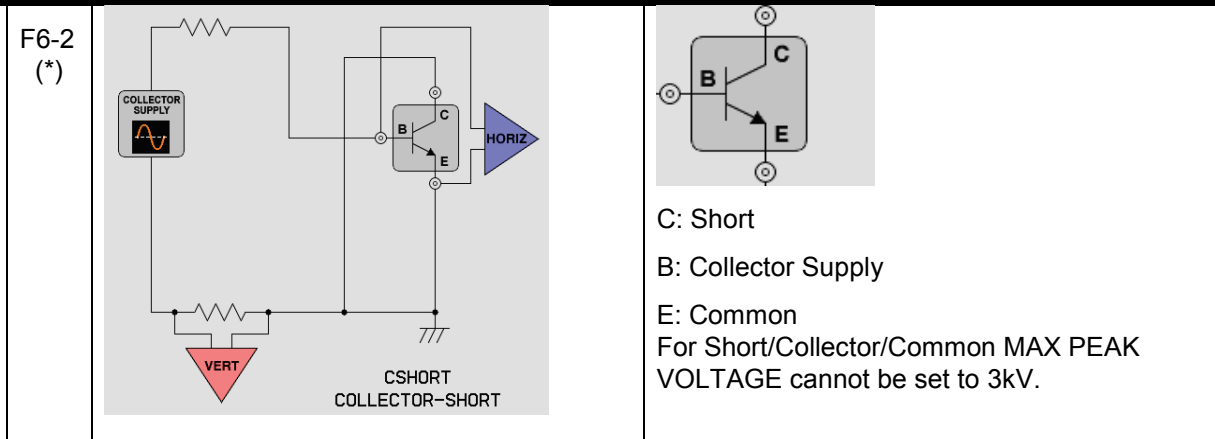 F6-2
(*)
COLLECTOR
SUPPLY
B
C
E
HORIZ
VERT
CSHORT
COLLECTOR-SHORT
C
B
E
C: Short
B: Collector Supply
E: Common
For Short/Collector/Common MAX PEAK
VOLTAGE cannot be set to 3kV.